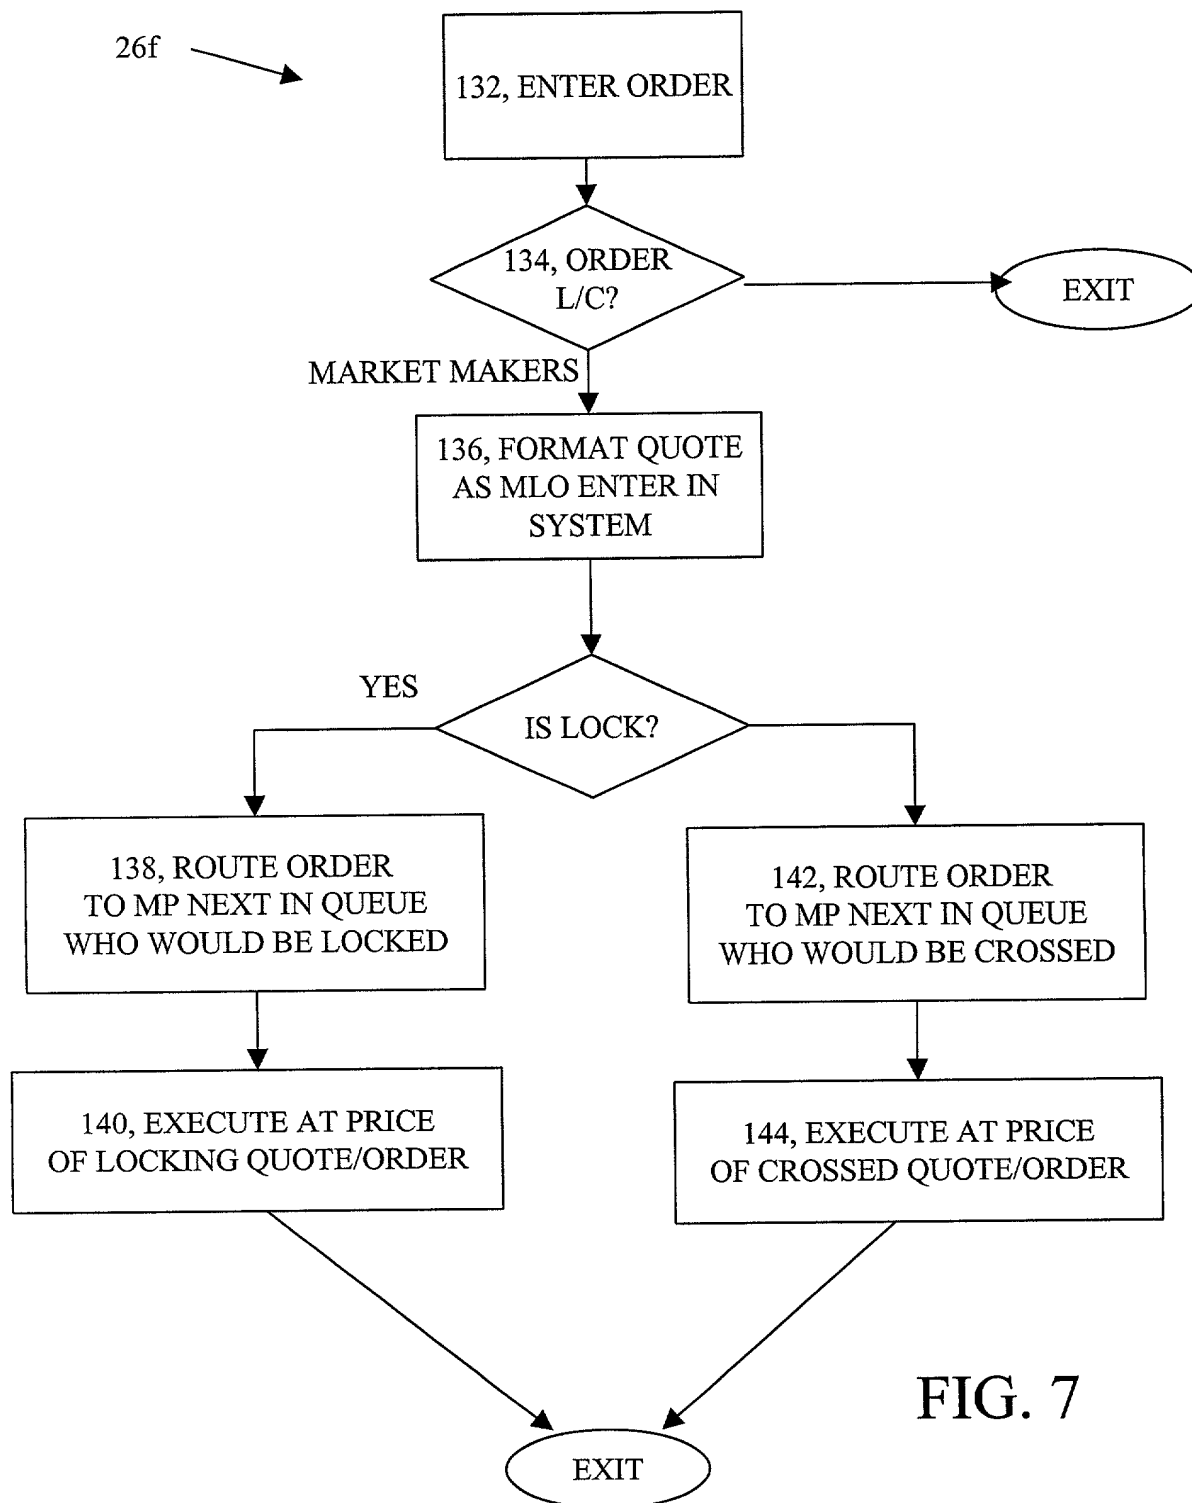 26f
132, ENTER ORDER
134, ORDER
L/C?
EXIT
MARKET MAKERS
136, FORMAT QUOTE
AS MLO ENTER IN
SYSTEM
YES
IS LOCK?
138, ROUTE ORDER
TO MP NEXT IN QUEUE
WHO WOULD BE LOCKED
142, ROUTE ORDER
TO MP NEXT IN QUEUE
WHO WOULD BE CROSSED
140, EXECUTE AT PRICE
OF LOCKING QUOTE/ORDER
144, EXECUTE AT PRICE
OF CROSSED QUOTE/ORDER
FIG. 7
EXIT